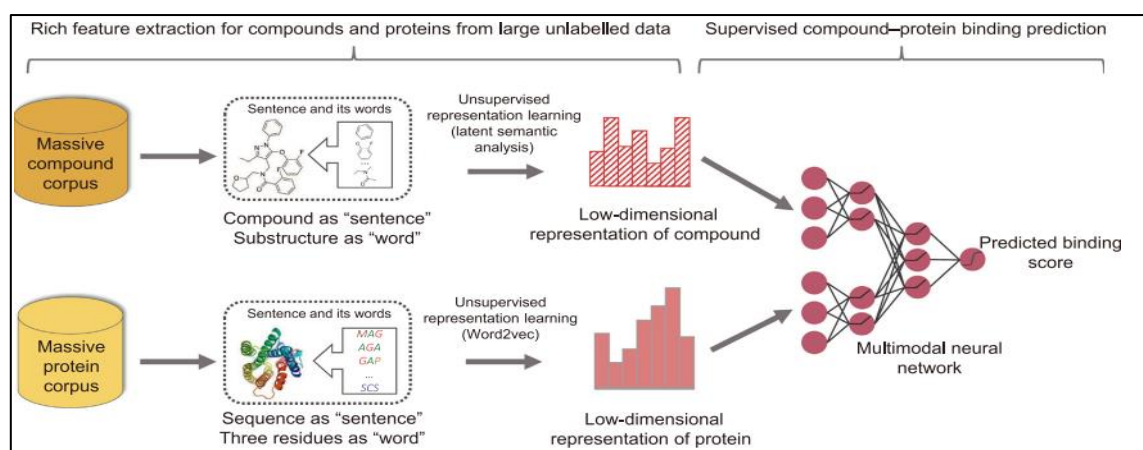 Rich feature extraction for compounds and proteins from large unlabelled data
Supervised compound–protein binding prediction
Massive
compound
corpus
Sentence and its words
N
N
O
F
O
N
O
F
O
O
F
...
N
O
Compound as “sentence”
Substructure as “word”
Unsupervised
representation learning
(latent semantic
analysis)
Low-dimensional
representation of compound
Massive
protein
corpus
Sentence and its words
MAG
AGA
GAP
...
SCS
Sequence as “sentence”
Three residues as “word”
Unsupervised
representation learning
(Word2vec)
Low-dimensional
representation of protein
Multimodal neural
network
Predicted binding
score